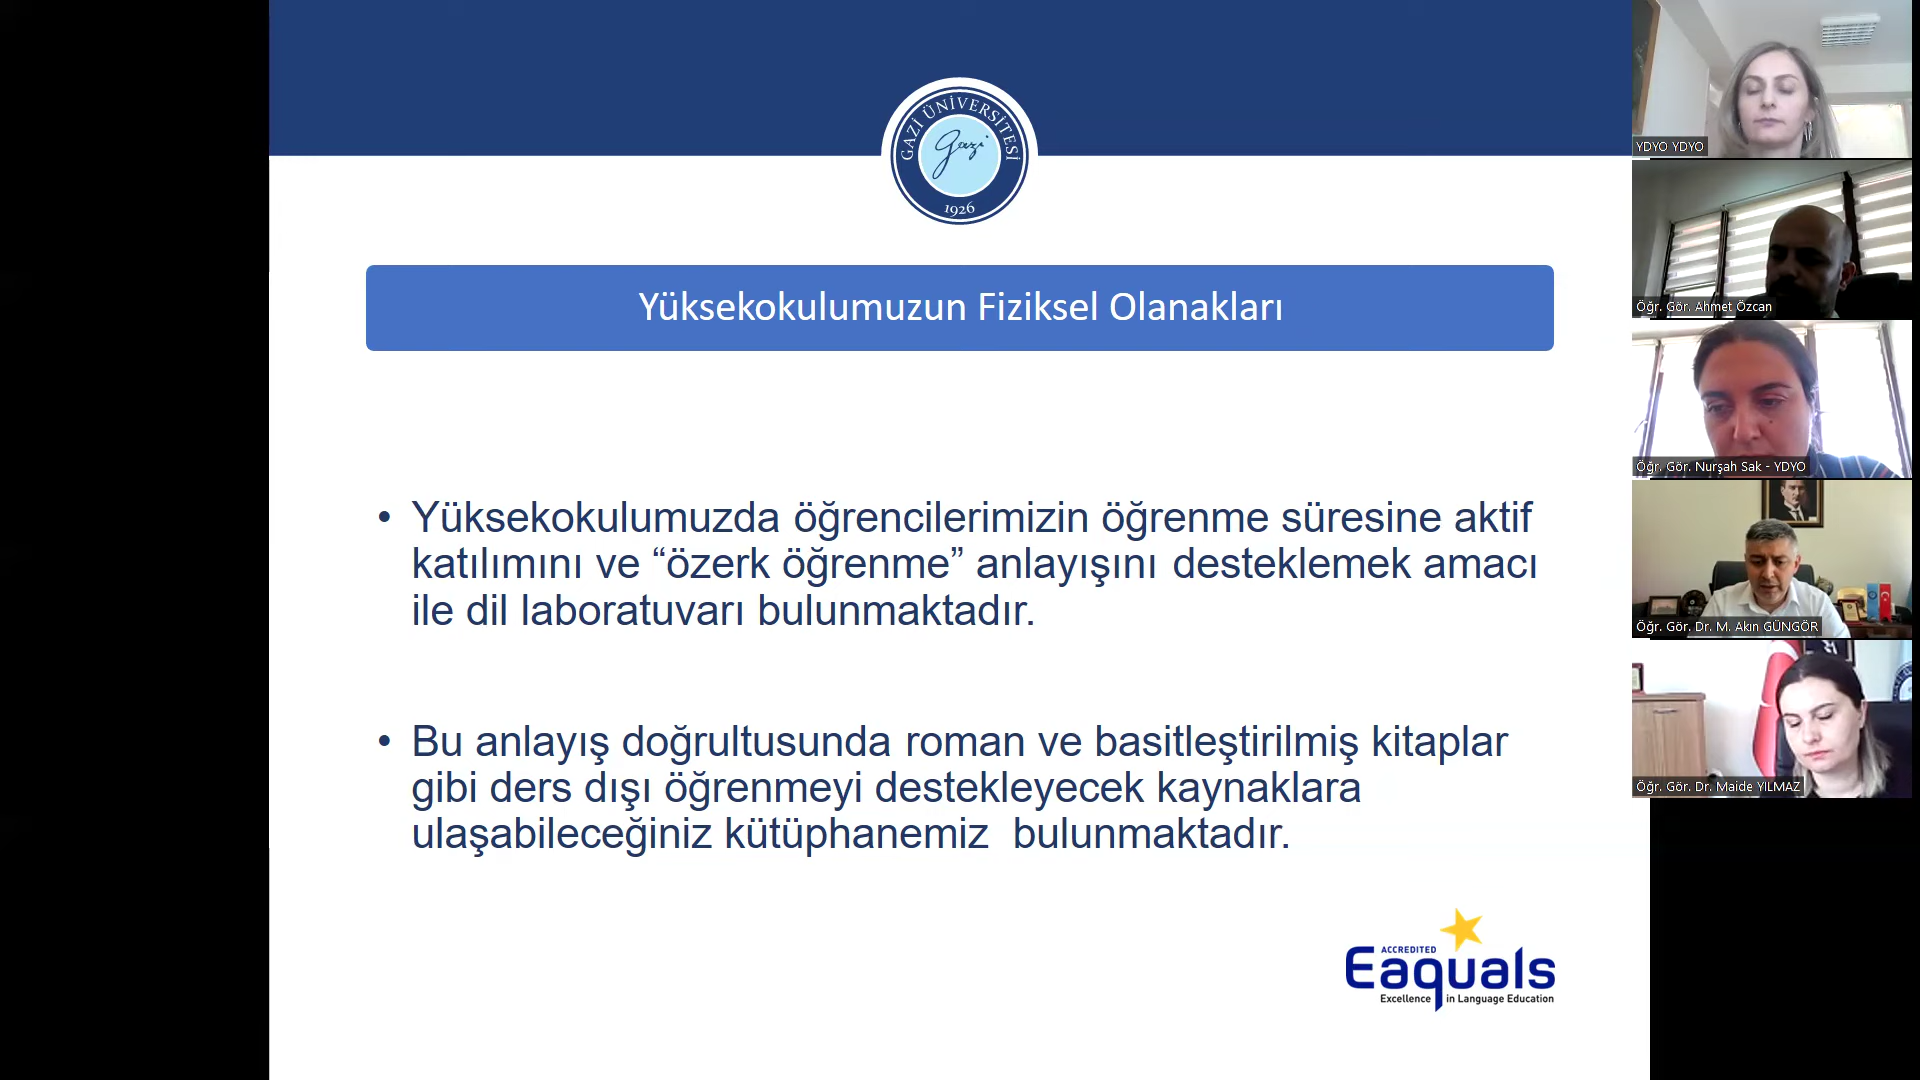 GAZİ ÜNİVERSİTESİ
Gazi
1926
Yüksekokulumuzun Fiziksel Olanakları
• Yüksekokulumuzda öğrencilerimizin öğrenme süresine aktif
katılımını ve “özerk öğrenme” anlayışını desteklemek amacı
ile dil laboratuvarı bulunmaktadır.
• Bu anlayış doğrultusunda roman ve basitleştirilmiş kitaplar
gibi ders dışı öğrenmeyi destekleyecek kaynaklara
ulaşabileceğiniz kütüphanemiz  bulunmaktadır.
ACCREDITED
Eaquals
Excellence in Language Education
YDYO YDYO
Öğr. Gör. Ahmet Özcan
Öğr. Gör. Nurşah Sak - YDYO
Öğr. Gör. Dr. M. Akın GÜNGÖR
Öğr. Gör. Dr. Maide YILMAZ